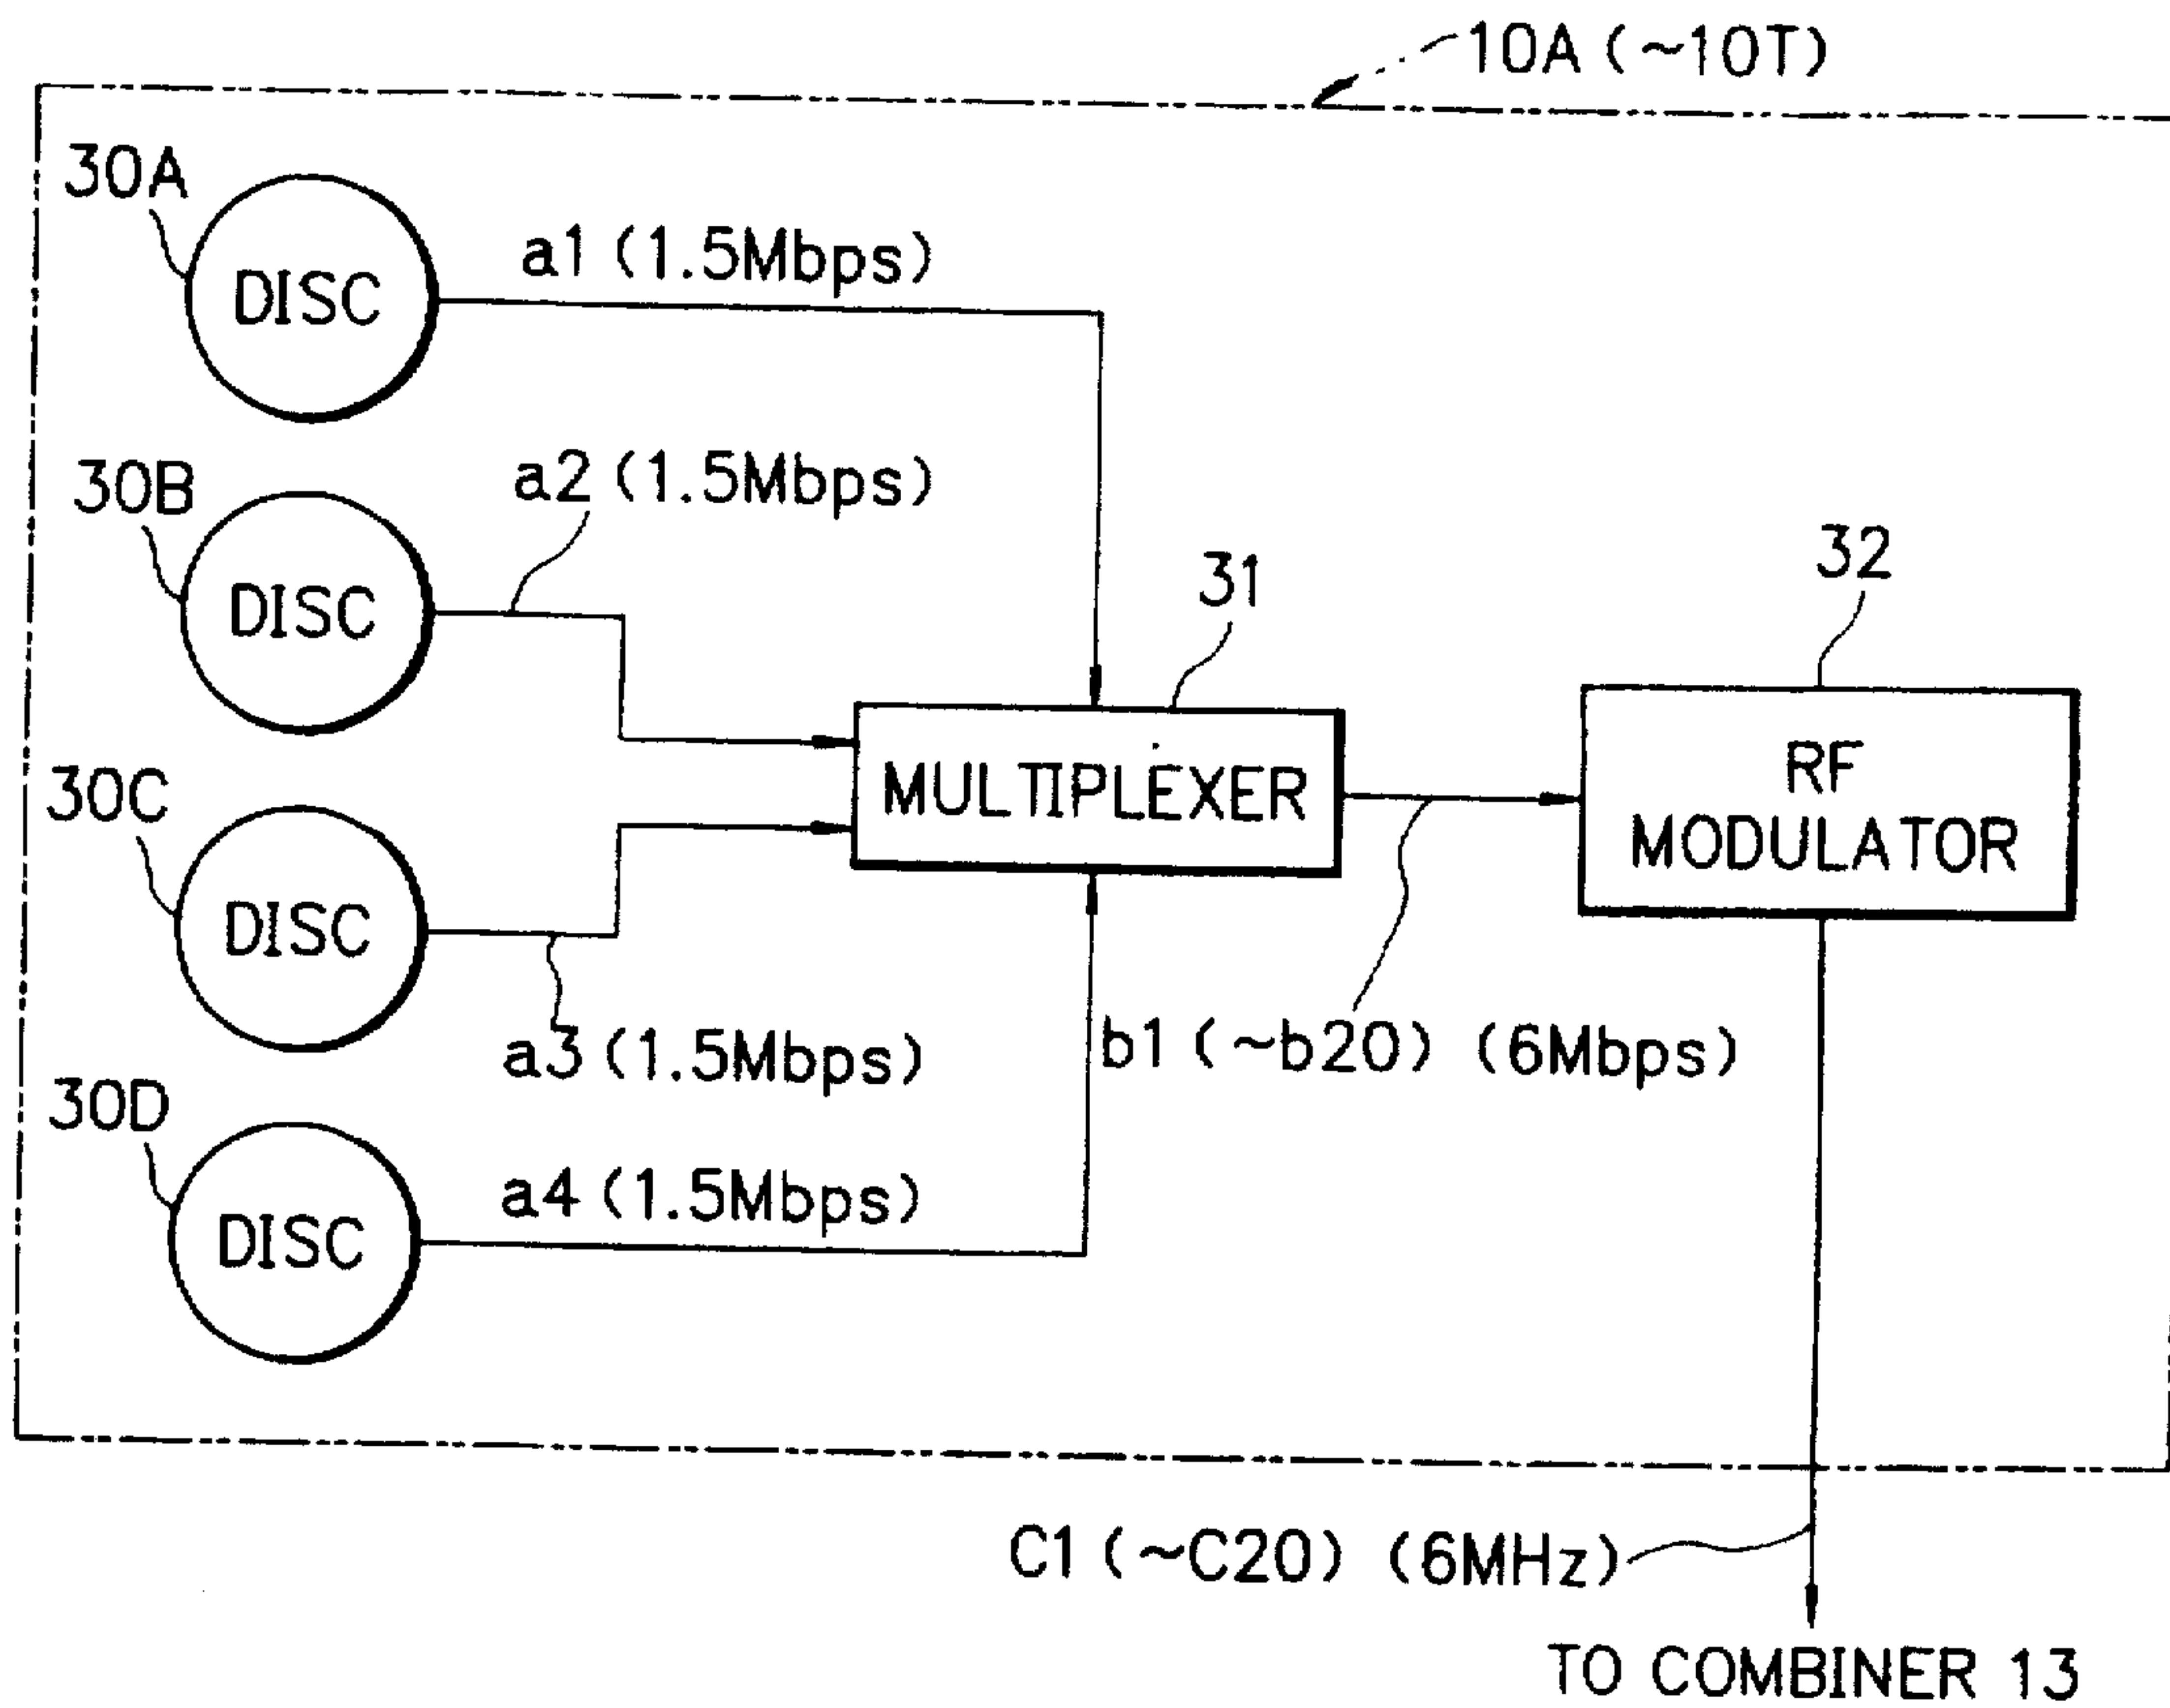 10A (~10T)
30A
DISC
a1 (1.5Mbps)
30B
DISC
a2 (1.5Mbps)
31
32
MULTIPLEXER
RF
MODULATOR
30C
DISC
a3 (1.5Mbps)
b1 (~b20) (6Mbps)
30D
DISC
a4 (1.5Mbps)
C1 (~C20) (6MHz)
TO COMBINER 13